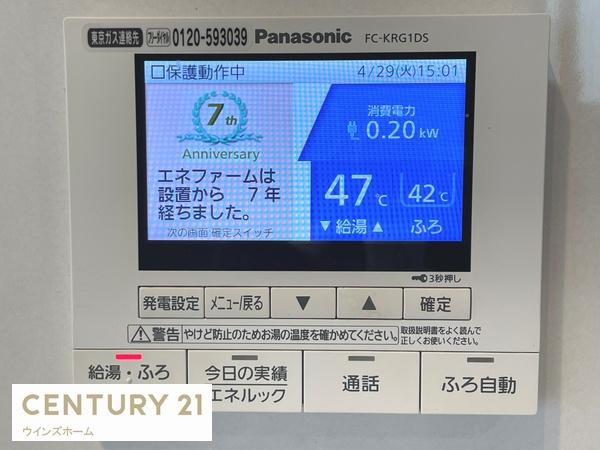 東京ガス連絡先 フリーダイヤル 0120-593039 Panasonic FC-KRG1DS
保護動作中 4/29(火)15:01
7th
Anniversary
エネファームは
設置から 7年
経ちました。
次の画面:確定スイッチ
消費電力
0.20kW
47℃ 42℃
▼給湯▲ ふろ
3秒押し
発電設定 メニュー/戻る ▼ ▲ 確定
警告 やけど防止のためお湯の温度を確かめてください。 取扱説明書をよく読んで
正しくお使いください。
給湯・ふろ 今日の実績 通話 ふろ自動
エネルック
CENTURY 21
ウインズホーム